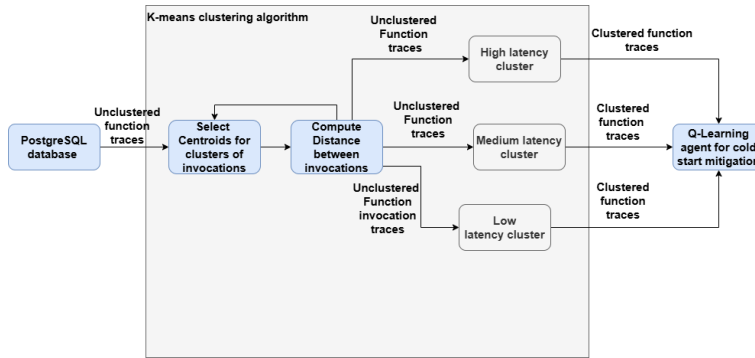 K-means clustering algorithm
Unclustered
Function
traces
Clustered function
traces
High latency
cluster
Unclustered
function
traces
PostgreSQL
database
Select
Centroids for
clusters of
invocations
Compute
Distance
between
invocations
Unclustered
Function
traces
Medium latency
cluster
Clustered
function
traces
Q-Learning
agent for cold
start mitigation
Unclustered
Function
invocation
traces
Low
latency cluster
Clustered
function
traces